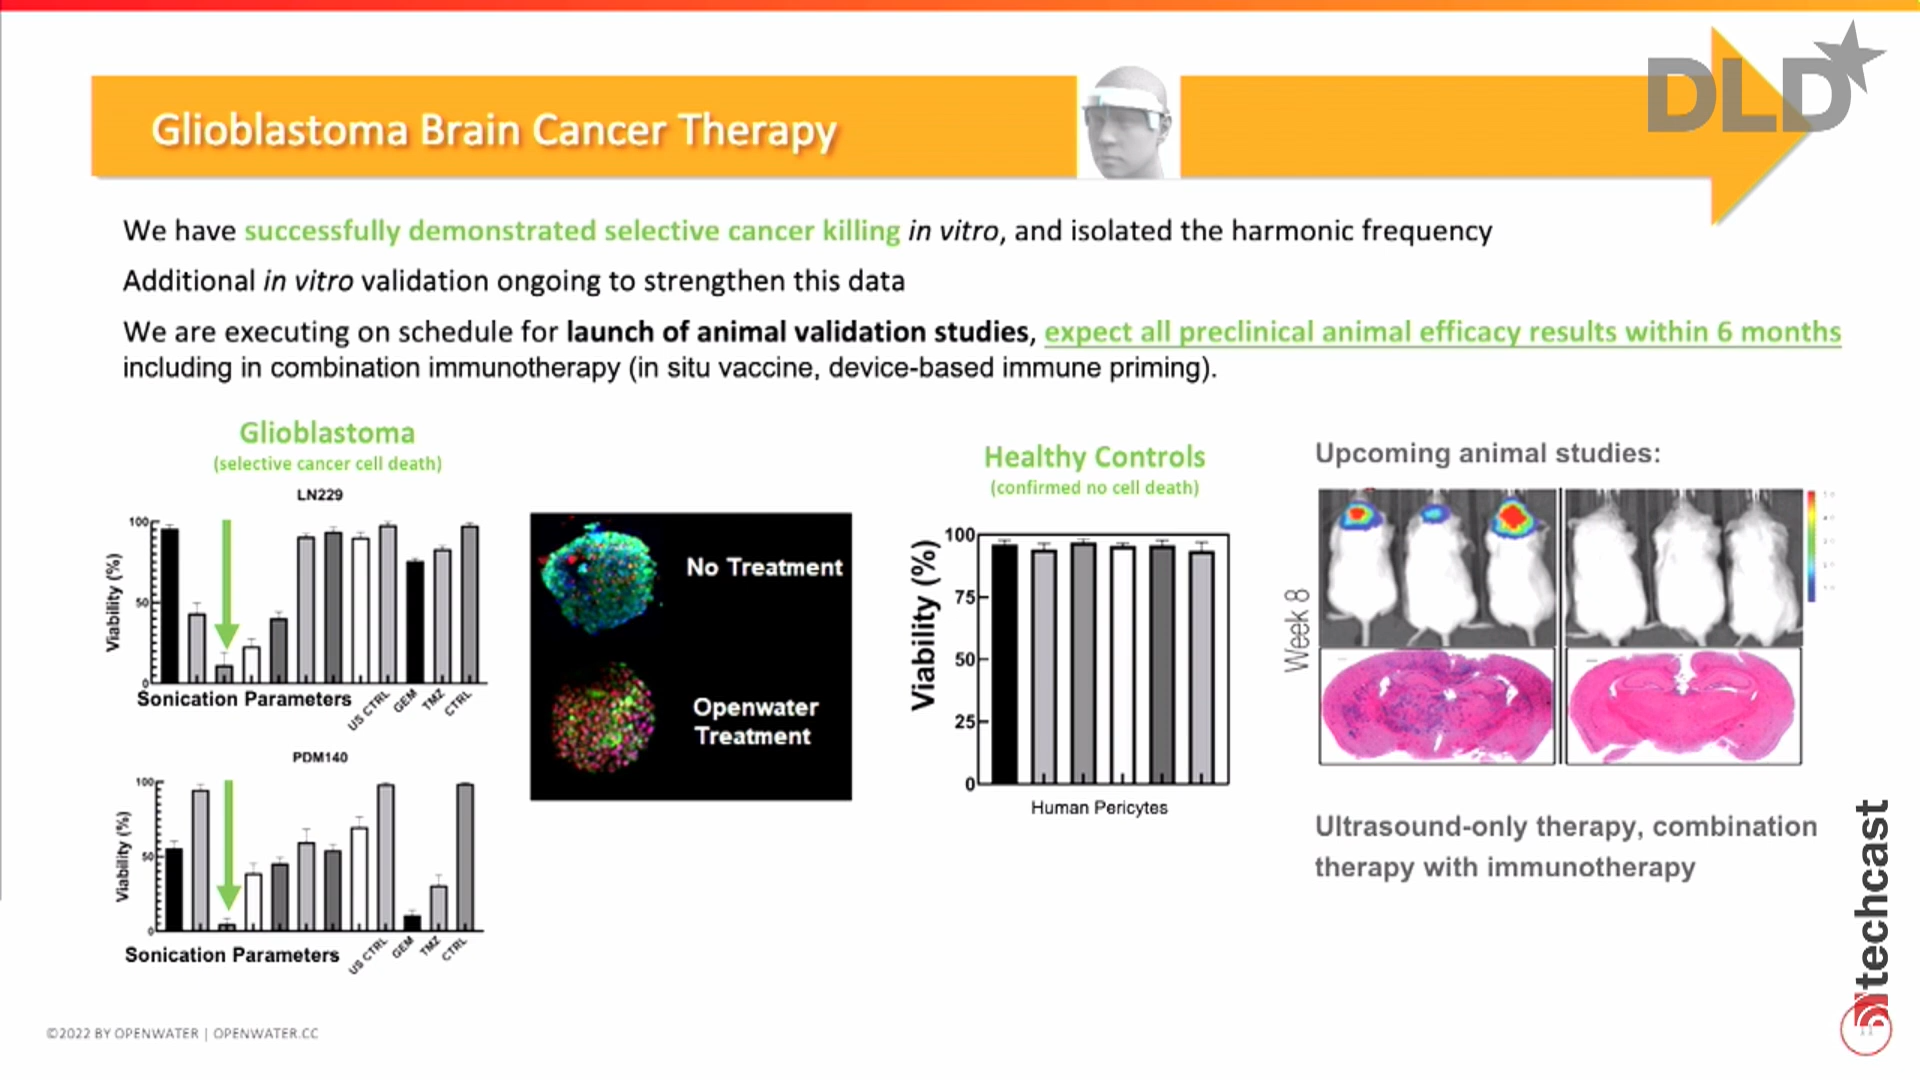 DLD
Glioblastoma Brain Cancer Therapy
We have successfully demonstrated selective cancer killing in vitro, and isolated the harmonic frequency
Additional in vitro validation ongoing to strengthen this data
We are executing on schedule for launch of animal validation studies, expect all preclinical animal efficacy results within 6 months
including in combination immunotherapy (in situ vaccine, device-based immune priming).
Glioblastoma
(selective cancer cell death)
LN229
100
50
0
Viability (%)
Sonication Parameters
US CTRL
GEM
TMZ
CTRL
PDM140
100
50
0
Viability (%)
Sonication Parameters
US CTRL
GEM
TMZ
CTRL
No Treatment
Openwater
Treatment
Healthy Controls
(confirmed no cell death)
100
75
50
25
0
Viability (%)
Human Pericytes
Upcoming animal studies:
Week 8
Ultrasound-only therapy, combination
therapy with immunotherapy
techcast
©2022 BY OPENWATER | OPENWATER.CC